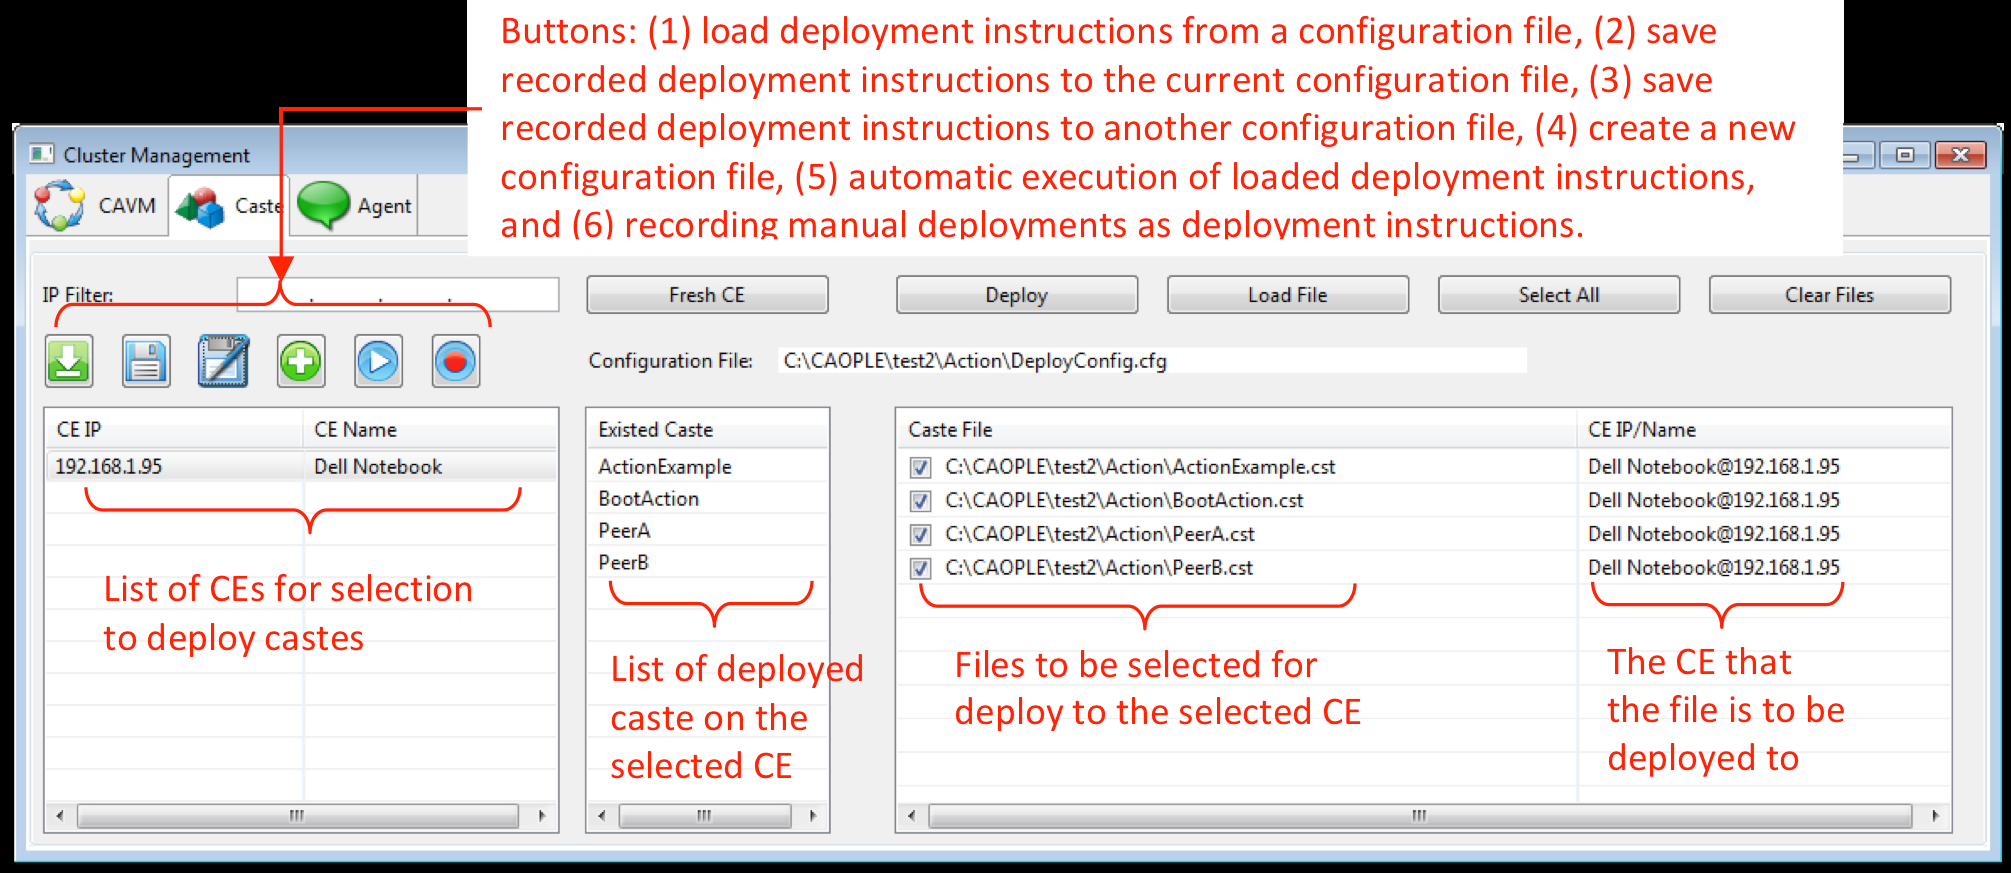 Buttons: (1) load deployment instructions from a configuration file, (2) save
recorded deployment instructions to the current configuration file, (3) save
recorded deployment instructions to another configuration file, (4) create a new
configuration file, (5) automatic execution of loaded deployment instructions,
and (6) recording manual deployments as deployment instructions.
Cluster Management
CAVM Caste Agent
IP Filter: . . . Fresh CE Deploy Load File Select All Clear Files
Configuration File: C:\CAOPLE\test2\Action\DeployConfig.cfg
CE IP CE Name Existed Caste Caste File CE IP/Name
192.168.1.95 Dell Notebook ActionExample C:\CAOPLE\test2\Action\ActionExample.cst Dell Notebook@192.168.1.95
BootAction C:\CAOPLE\test2\Action\BootAction.cst Dell Notebook@192.168.1.95
PeerA C:\CAOPLE\test2\Action\PeerA.cst Dell Notebook@192.168.1.95
PeerB C:\CAOPLE\test2\Action\PeerB.cst Dell Notebook@192.168.1.95
List of CEs for selection
to deploy castes
List of deployed
caste on the
selected CE
Files to be selected for
deploy to the selected CE
The CE that
the file is to be
deployed to